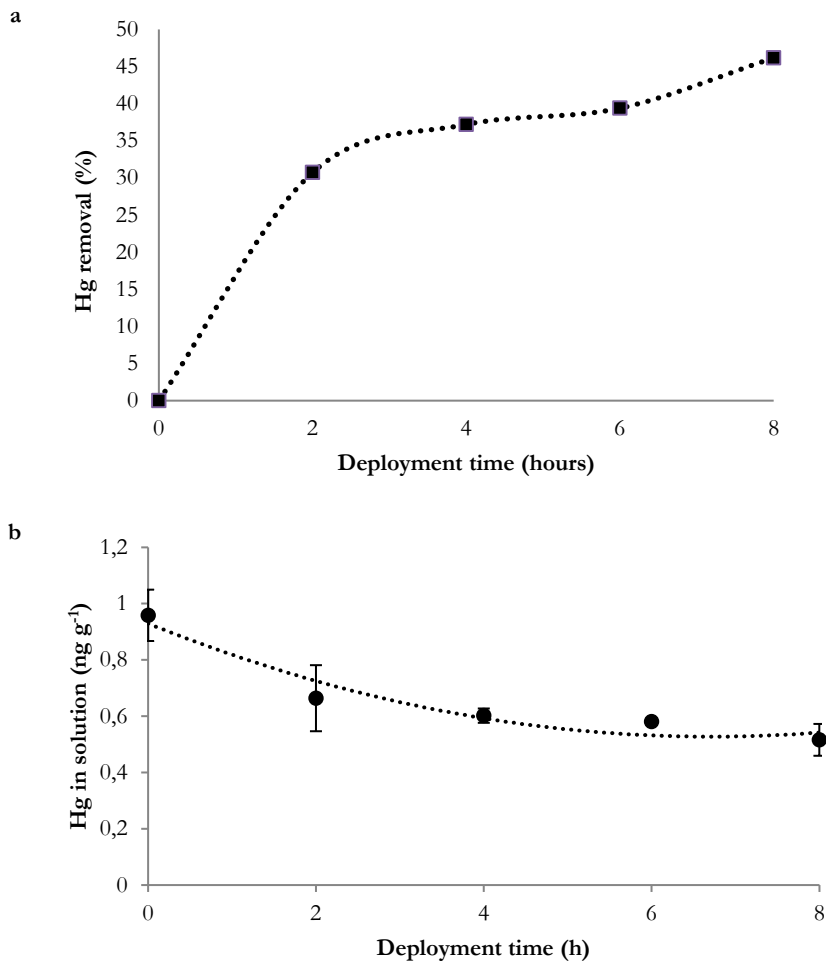 a
50
45
40
35
30
25
20
15
10
5
0
Hg removal (%)
0 2 4 6 8
Deployment time (hours)
b
1,2
1
0,8
0,6
0,4
0,2
0
Hg in solution (ng g⁻¹)
0 2 4 6 8
Deployment time (h)